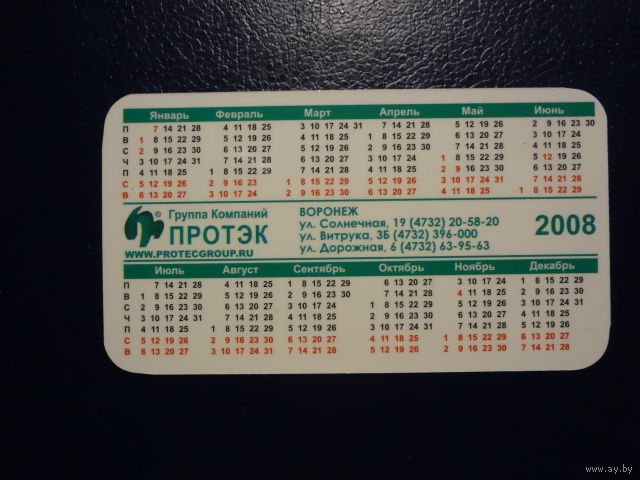 Январь Февраль Март Апрель Май Июнь
П 7 14 21 28 4 11 18 25 3 10 17 24 31 7 14 21 28 5 12 19 26 2 9 16 23 30
В 1 8 15 22 29 5 12 19 26 4 11 18 25 1 8 15 22 29 6 13 20 27 3 10 17 24
С 2 9 16 23 30 6 13 20 27 5 12 19 26 2 9 16 23 30 7 14 21 28 4 11 18 25
Ч 3 10 17 24 31 7 14 21 28 6 13 20 27 3 10 17 24 1 8 15 22 29 5 12 19 26
П 4 11 18 25 1 8 15 22 29 7 14 21 28 4 11 18 25 2 9 16 23 30 6 13 20 27
С 5 12 19 26 2 9 16 23 1 8 15 22 29 5 12 19 26 3 10 17 24 31 7 14 21 28
В 6 13 20 27 3 10 17 24 2 9 16 23 30 6 13 20 27 4 11 18 25 1 8 15 22 29
® Группа Компаний
ПРОТЭК
WWW.PROTECGROUP.RU
ВОРОНЕЖ
ул. Солнечная, 19 (4732) 20-58-20
ул. Витрука, 3Б (4732) 396-000
ул. Дорожная, 6 (4732) 63-95-63
2008
Июль Август Сентябрь Октябрь Ноябрь Декабрь
П 7 14 21 28 4 11 18 25 1 8 15 22 29 6 13 20 27 3 10 17 24 1 8 15 22 29
В 1 8 15 22 29 5 12 19 26 2 9 16 23 30 7 14 21 28 4 11 18 25 2 9 16 23 30
С 2 9 16 23 30 6 13 20 27 3 10 17 24 1 8 15 22 29 5 12 19 26 3 10 17 24 31
Ч 3 10 17 24 31 7 14 21 28 4 11 18 25 2 9 16 23 30 6 13 20 27 4 11 18 25
П 4 11 18 25 1 8 15 22 29 5 12 19 26 3 10 17 24 31 7 14 21 28 5 12 19 26
С 5 12 19 26 2 9 16 23 30 6 13 20 27 4 11 18 25 1 8 15 22 29 6 13 20 27
В 6 13 20 27 3 10 17 24 31 7 14 21 28 5 12 19 26 2 9 16 23 30 7 14 21 28
www.ay.by